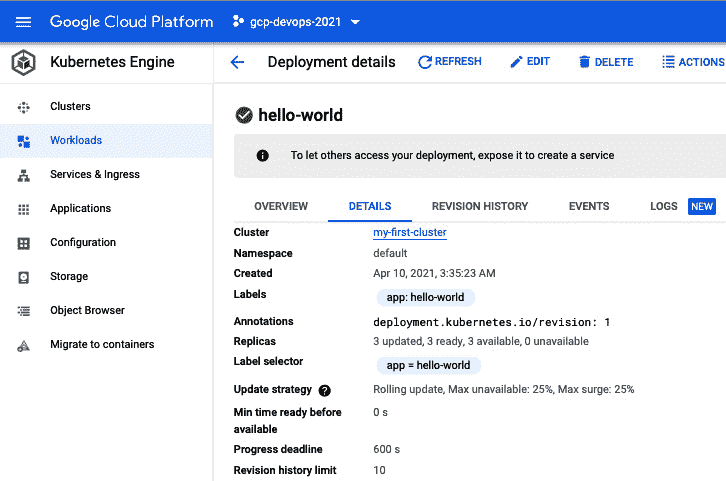 Google Cloud Platform gcp-devops-2021
Kubernetes Engine
Clusters
Workloads
Services & Ingress
Applications
Configuration
Storage
Object Browser
Migrate to containers
Deployment details REFRESH EDIT DELETE ACTIONS
hello-world
To let others access your deployment, expose it to create a service
OVERVIEW DETAILS REVISION HISTORY EVENTS LOGS NEW
Cluster my-first-cluster
Namespace default
Created Apr 10, 2021, 3:35:23 AM
Labels app: hello-world
Annotations deployment.kubernetes.io/revision: 1
Replicas 3 updated, 3 ready, 3 available, 0 unavailable
Label selector app = hello-world
Update strategy ? Rolling update, Max unavailable: 25%, Max surge: 25%
Min time ready before 0 s
available
Progress deadline 600 s
Revision history limit 10